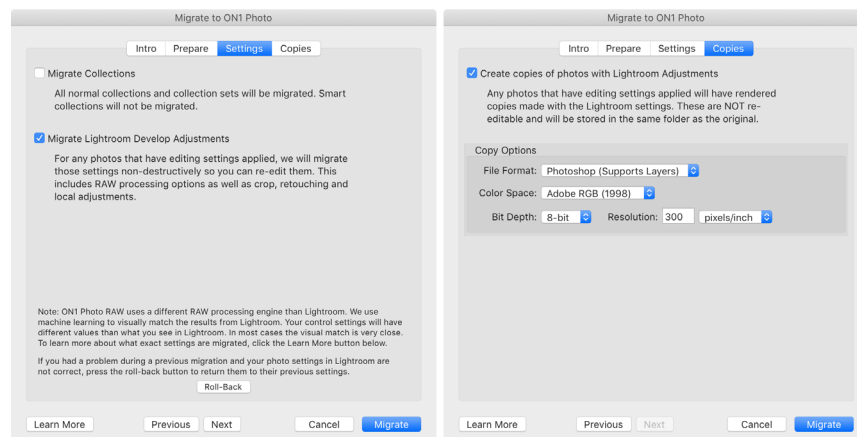 Migrate to ON1 Photo
Intro Prepare Settings Copies
Migrate Collections
All normal collections and collection sets will be migrated. Smart
collections will not be migrated.
Migrate Lightroom Develop Adjustments
For any photos that have editing settings applied, we will migrate
those settings non-destructively so you can re-edit them. This
includes RAW processing options as well as crop, retouching and
local adjustments.
Note: ON1 Photo RAW uses a different RAW processing engine than Lightroom. We use
machine learning to visually match the results from Lightroom. Your control settings will have
different values than what you see in Lightroom. In most cases the visual match is very close.
To learn more about what exact settings are migrated, click the Learn More button below.
If you had a problem during a previous migration and your photo settings in Lightroom are
not correct, press the roll-back button to return them to their previous settings.
Roll-Back
Learn More Previous Next Cancel Migrate
Migrate to ON1 Photo
Intro Prepare Settings Copies
Create copies of photos with Lightroom Adjustments
Any photos that have editing settings applied will have rendered
copies made with the Lightroom settings. These are NOT re-
editable and will be stored in the same folder as the original.
Copy Options
File Format: Photoshop (Supports Layers)
Color Space: Adobe RGB (1998)
Bit Depth: 8-bit Resolution: 300 pixels/inch
Learn More Previous Next Cancel Migrate